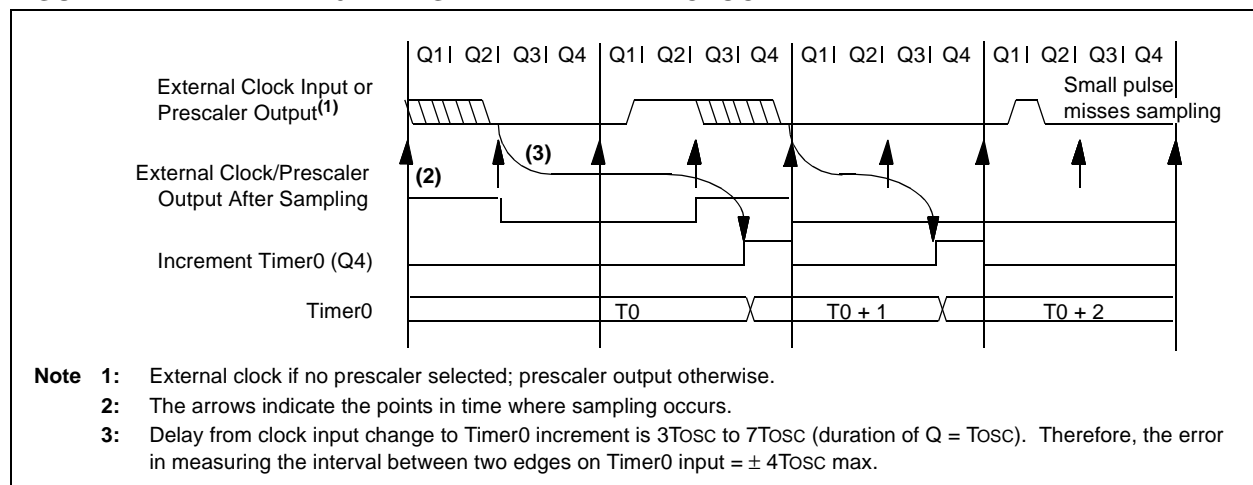 Q1| Q2| Q3| Q4 Q1| Q2| Q3| Q4 Q1| Q2| Q3| Q4 Q1| Q2| Q3| Q4
External Clock Input or
Prescaler Output(1)
Small pulse
misses sampling
(3)
External Clock/Prescaler
Output After Sampling
(2)
Increment Timer0 (Q4)
Timer0 T0 T0 + 1 T0 + 2
Note 1: External clock if no prescaler selected; prescaler output otherwise.
2: The arrows indicate the points in time where sampling occurs.
3: Delay from clock input change to Timer0 increment is 3TOSC to 7TOSC (duration of Q = TOSC). Therefore, the error
in measuring the interval between two edges on Timer0 input = ± 4TOSC max.